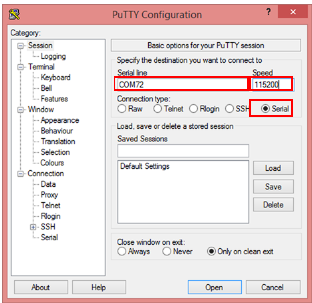 PuTTY Configuration
? ×
Category:
Session
Logging
Terminal
Keyboard
Bell
Features
Window
Appearance
Behaviour
Translation
Selection
Colours
Connection
Data
Proxy
Telnet
Rlogin
SSH
Serial
Basic options for your PuTTY session
Specify the destination you want to connect to
Serial line Speed
COM72 115200
Connection type:
Raw Telnet Rlogin SSH Serial
Load, save or delete a stored session
Saved Sessions
Default Settings
Load
Save
Delete
Close window on exit:
Always Never Only on clean exit
About Help Open Cancel